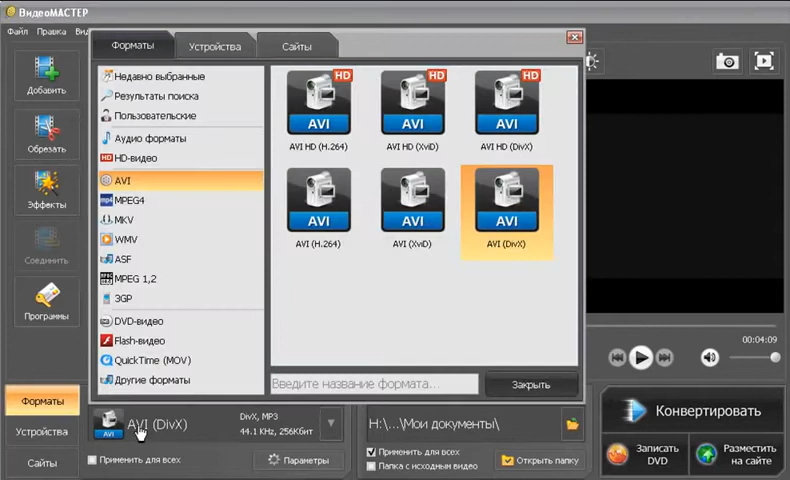 ВидеоМАСТЕР
Файл Правка
Форматы Устройства Сайты
Добавить
Обрезать
Эффекты
Соединить
Программы
Недавно выбранные
Результаты поиска
Пользовательские
Аудио форматы
HD HD-видео
AVI
mp4 MPEG4
MKV
WMV
ASF
MPEG 1,2
3GP
DVD-видео
Flash-видео
QuickTime (MOV)
Другие форматы
HD HD HD
AVI AVI AVI
AVI HD (H.264) AVI HD (XviD) AVI HD (DivX)
AVI AVI AVI
AVI (H.264) AVI (XviD) AVI (DivX)
Введите название формата... Закрыть
00:04:09
Форматы
Устройства
Сайты
AVI
AVI (DivX)
DivX, MP3
44.1 KHz, 256Кбит
Применить для всех
Параметры
H:\...\Мои документы\
Применить для всех
Папка с исходным видео
Открыть папку
Конвертировать
Записать DVD
Разместить на сайте